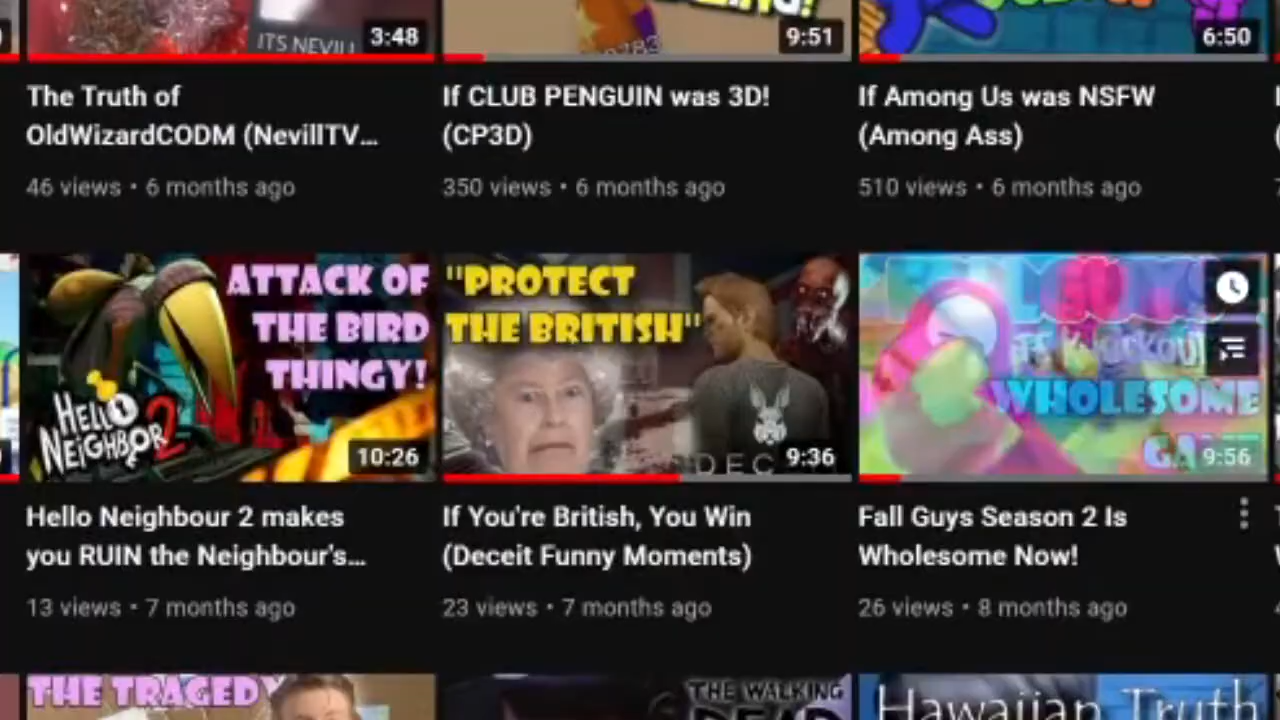 ITS NEVILL
3:48
9:51
6:50
The Truth of
OldWizardCODM (NevillTV...
46 views • 6 months ago
If CLUB PENGUIN was 3D!
(CP3D)
350 views • 6 months ago
If Among Us was NSFW
(Among Ass)
510 views • 6 months ago
ATTACK OF
THE BIRD
THINGY!
HELLO
NEIGHBOR 2
10:26
"PROTECT
THE BRITISH"
DEC
9:36
WHOLESOME
9:56
Hello Neighbour 2 makes
you RUIN the Neighbour's...
13 views • 7 months ago
If You're British, You Win
(Deceit Funny Moments)
23 views • 7 months ago
Fall Guys Season 2 Is
Wholesome Now!
26 views • 8 months ago
THE TRAGEDY
THE WALKING
DEAD
Hawaiian Truth